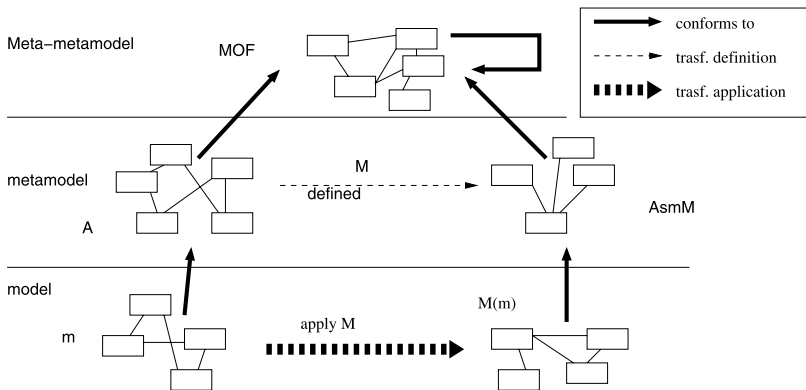 Meta-metamodel
MOF
conforms to
trasf. definition
trasf. application
metamodel
M
defined
A
AsmM
model
m
apply M
M(m)